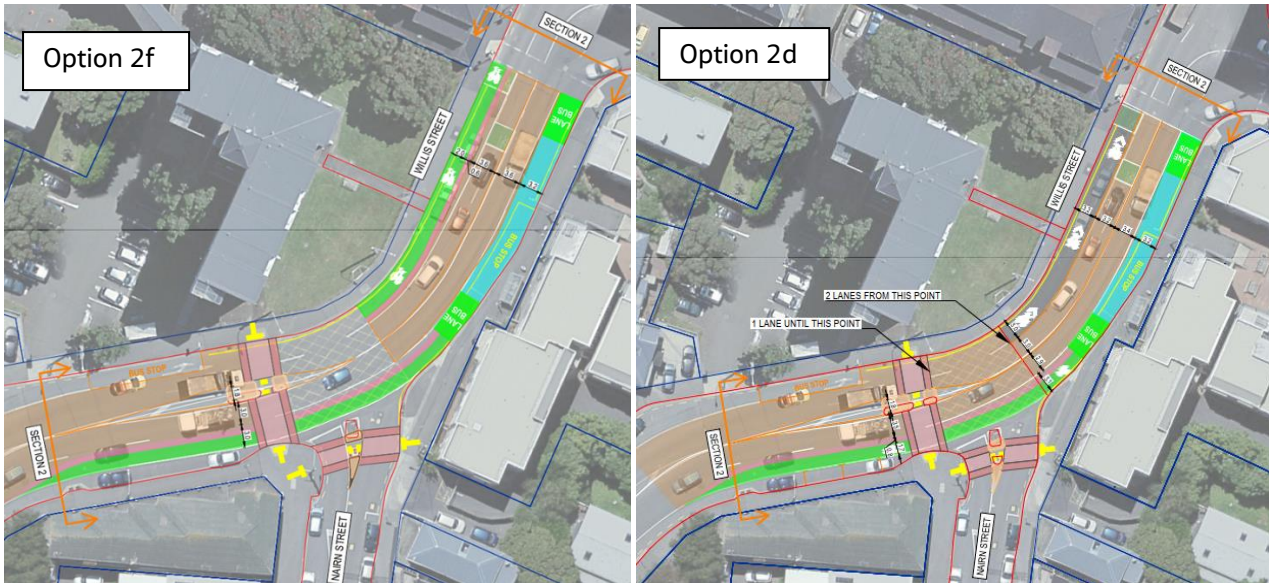 Option 2f
SECTION 2
WILLIS STREET
LANE
BUS
BUS STOP
LANE
BUS
BUS STOP
SECTION 2
NAIRN STREET
Option 2d
SECTION 2
WILLIS STREET
LANE
BUS
BUS STOP
2 LANES FROM THIS POINT
1 LANE UNTIL THIS POINT
LANE
BUS
BUS STOP
SECTION 2
NAIRN STREET